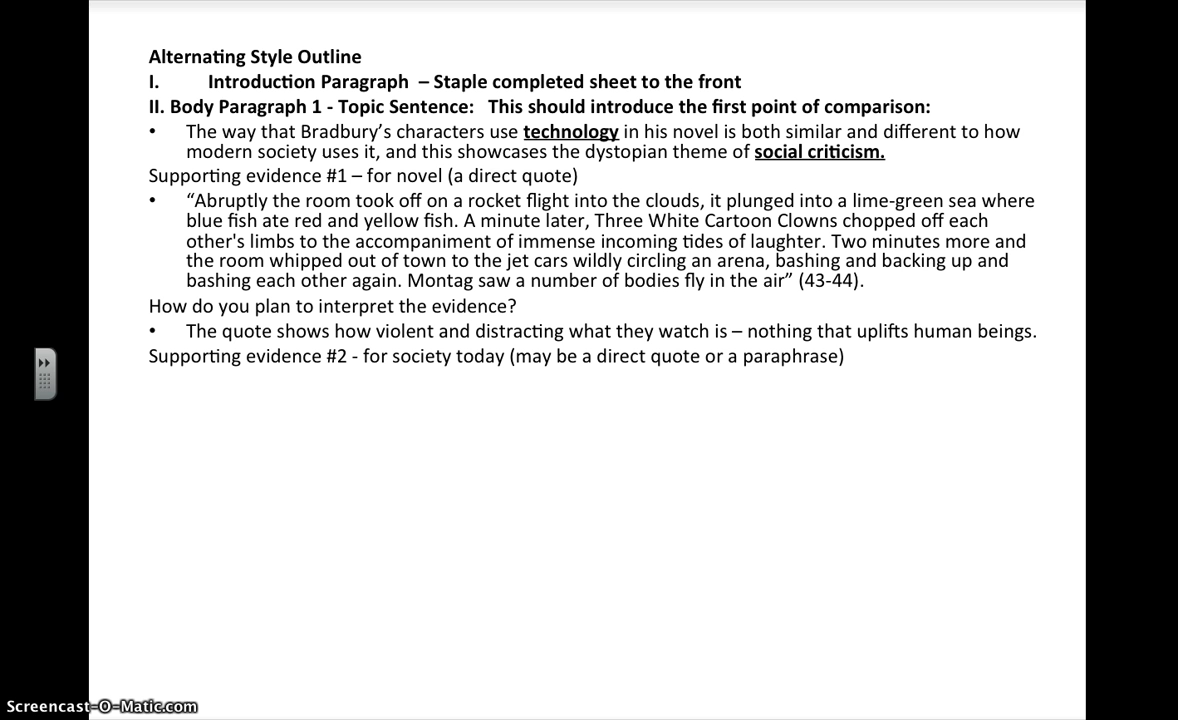 Alternating Style Outline
I. Introduction Paragraph – Staple completed sheet to the front
II. Body Paragraph 1 - Topic Sentence: This should introduce the first point of comparison:
• The way that Bradbury’s characters use technology in his novel is both similar and different to how
modern society uses it, and this showcases the dystopian theme of social criticism.
Supporting evidence #1 – for novel (a direct quote)
• “Abruptly the room took off on a rocket flight into the clouds, it plunged into a lime-green sea where
blue fish ate red and yellow fish. A minute later, Three White Cartoon Clowns chopped off each
other's limbs to the accompaniment of immense incoming tides of laughter. Two minutes more and
the room whipped out of town to the jet cars wildly circling an arena, bashing and backing up and
bashing each other again. Montag saw a number of bodies fly in the air” (43-44).
How do you plan to interpret the evidence?
• The quote shows how violent and distracting what they watch is – nothing that uplifts human beings.
Supporting evidence #2 - for society today (may be a direct quote or a paraphrase)
Screencast-O-Matic.com